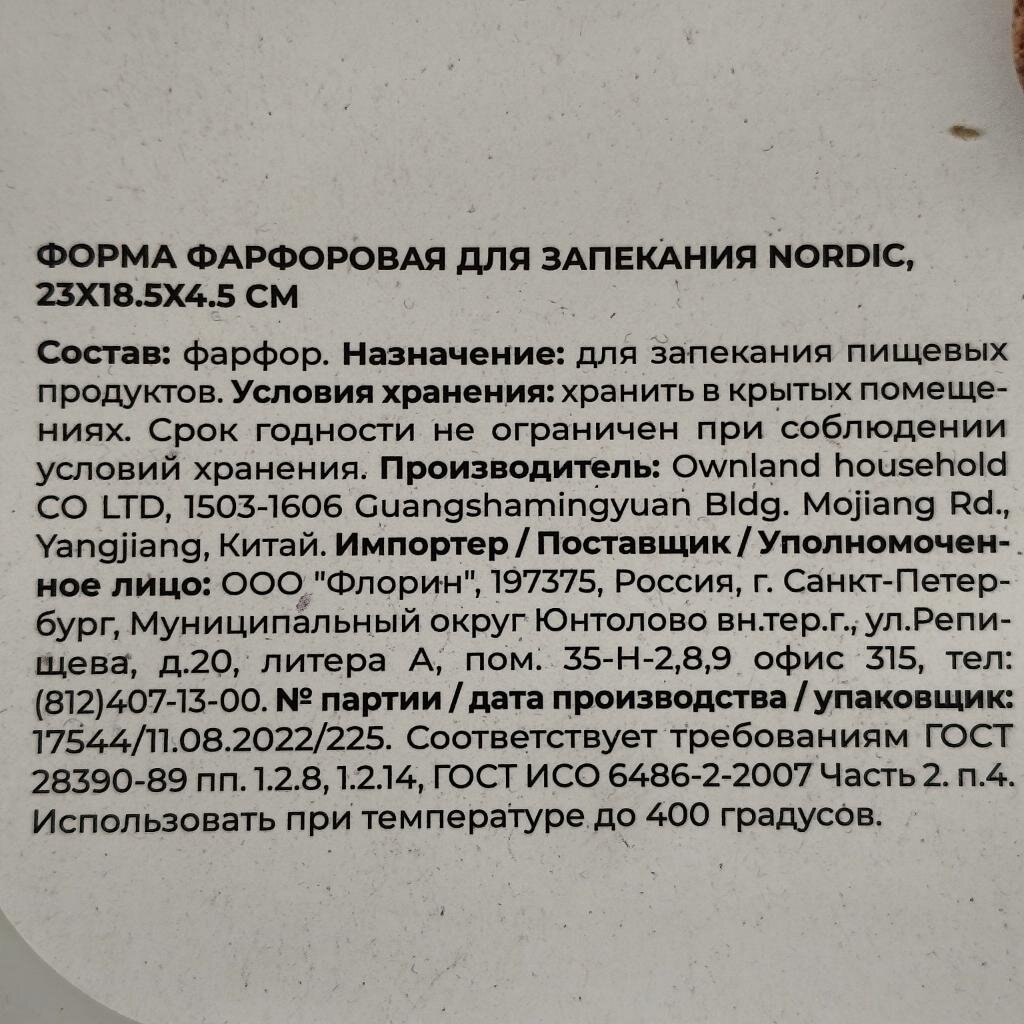 ФОРМА ФАРФОРОВАЯ ДЛЯ ЗАПЕКАНИЯ NORDIC,
23X18.5X4.5 СМ
Состав: фарфор. Назначение: для запекания пищевых
продуктов. Условия хранения: хранить в крытых помеще-
ниях. Срок годности не ограничен при соблюдении
условий хранения. Производитель: Ownland household
CO LTD, 1503-1606 Guangshamingyuan Bldg. Mojiang Rd.,
Yangjiang, Китай. Импортер / Поставщик / Уполномочен-
ное лицо: ООО "Флорин", 197375, Россия, г. Санкт-Петер-
бург, Муниципальный округ Юнтолово вн.тер.г., ул.Репи-
щева, д.20, литера А, пом. 35-Н-2,8,9 офис 315, тел:
(812)407-13-00. № партии / дата производства / упаковщик:
17544/11.08.2022/225. Соответствует требованиям ГОСТ
28390-89 пп. 1.2.8, 1.2.14, ГОСТ ИСО 6486-2-2007 Часть 2. п.4.
Использовать при температуре до 400 градусов.